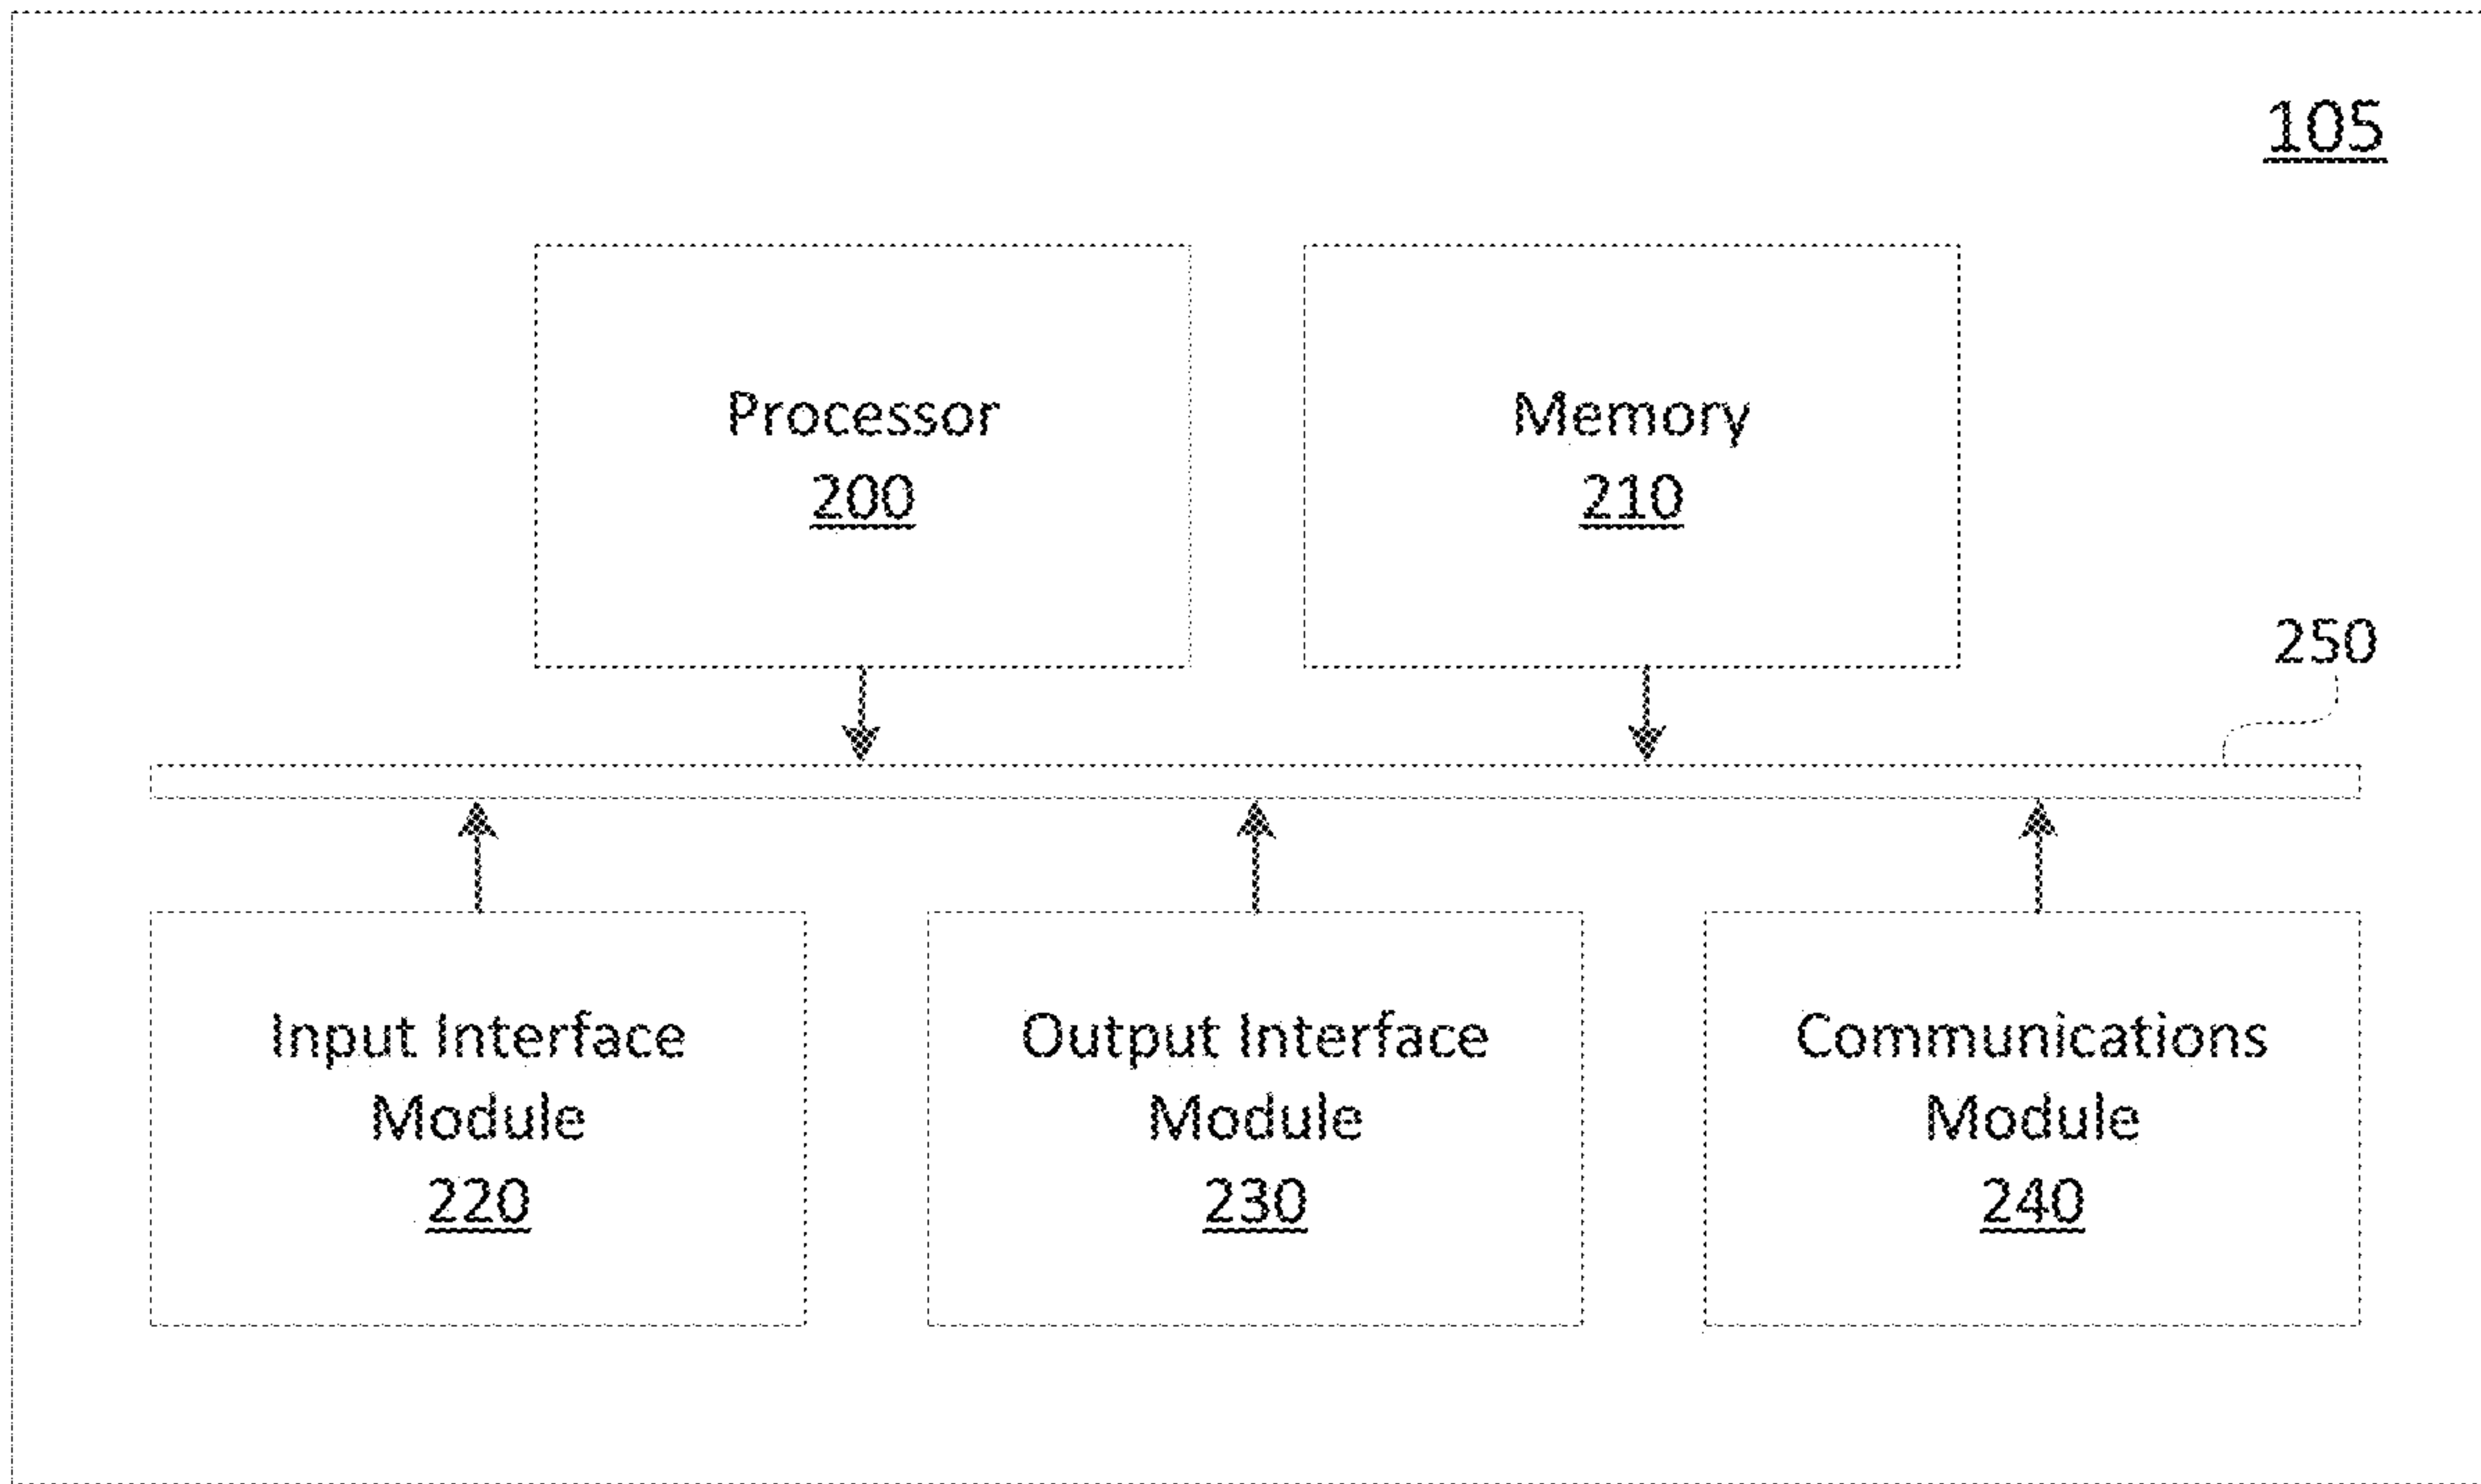 105
Processor
200
Memory
210
250
Input Interface
Module
220
Output Interface
Module
230
Communications
Module
240